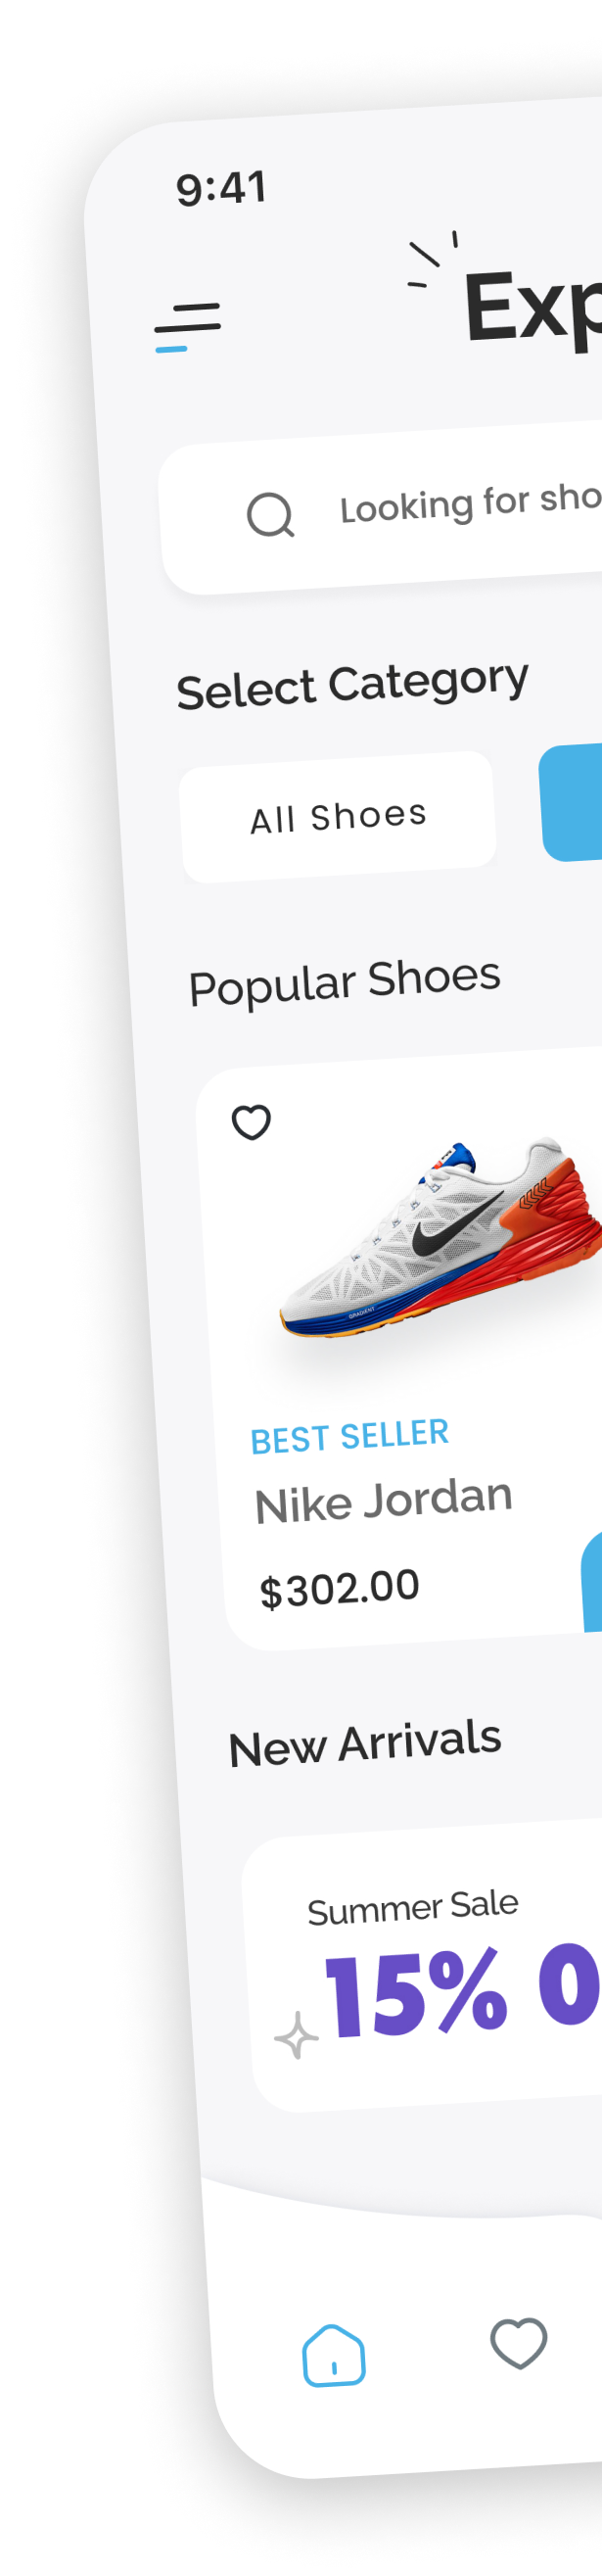 9:41
Exp
Looking for sho
Select Category
All Shoes
Popular Shoes
GRADIENT
BEST SELLER
Nike Jordan
$302.00
New Arrivals
Summer Sale
15% O